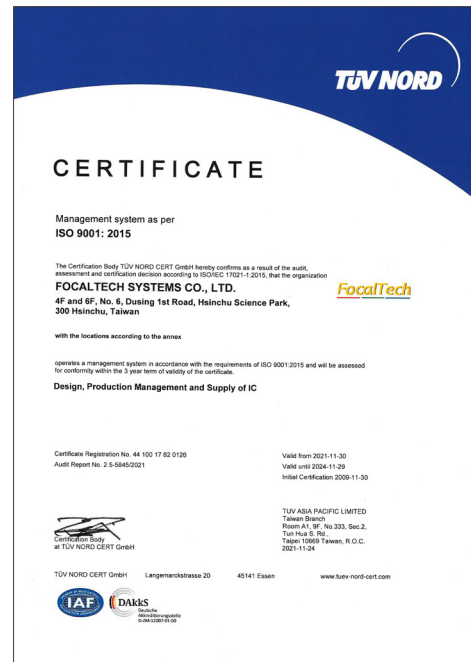 TÜV NORD
CERTIFICATE
Management system as per
ISO 9001: 2015
The Certification Body TÜV NORD CERT GmbH hereby confirms as a result of the audit,
assessment and certification decision according to ISO/IEC 17021-1:2015, that the organization
FOCALTECH SYSTEMS CO., LTD.
4F and 6F, No. 6, Dusing 1st Road, Hsinchu Science Park,
300 Hsinchu, Taiwan
FocalTech
with the locations according to the annex
operates a management system in accordance with the requirements of ISO 9001:2015 and will be assessed
for conformity within the 3 year term of validity of the certificate.
Design, Production Management and Supply of IC
Certificate Registration No. 44 100 17 82 0126
Audit Report No. 2.5-5845/2021
Valid from 2021-11-30
Valid until 2024-11-29
Initial Certification 2009-11-30
Certification Body
at TÜV NORD CERT GmbH
TUV ASIA PACIFIC LIMITED
Taiwan Branch
Room A1, 9F, No.333, Sec.2,
Tun Hua S. Rd.,
Taipei 10669 Taiwan, R.O.C.
2021-11-24
TÜV NORD CERT GmbH Langemarckstrasse 20 45141 Essen www.tuev-nord-cert.com
IAF
DAkkS
Deutsche
Akkreditierungsstelle
D-ZM-12007-01-00